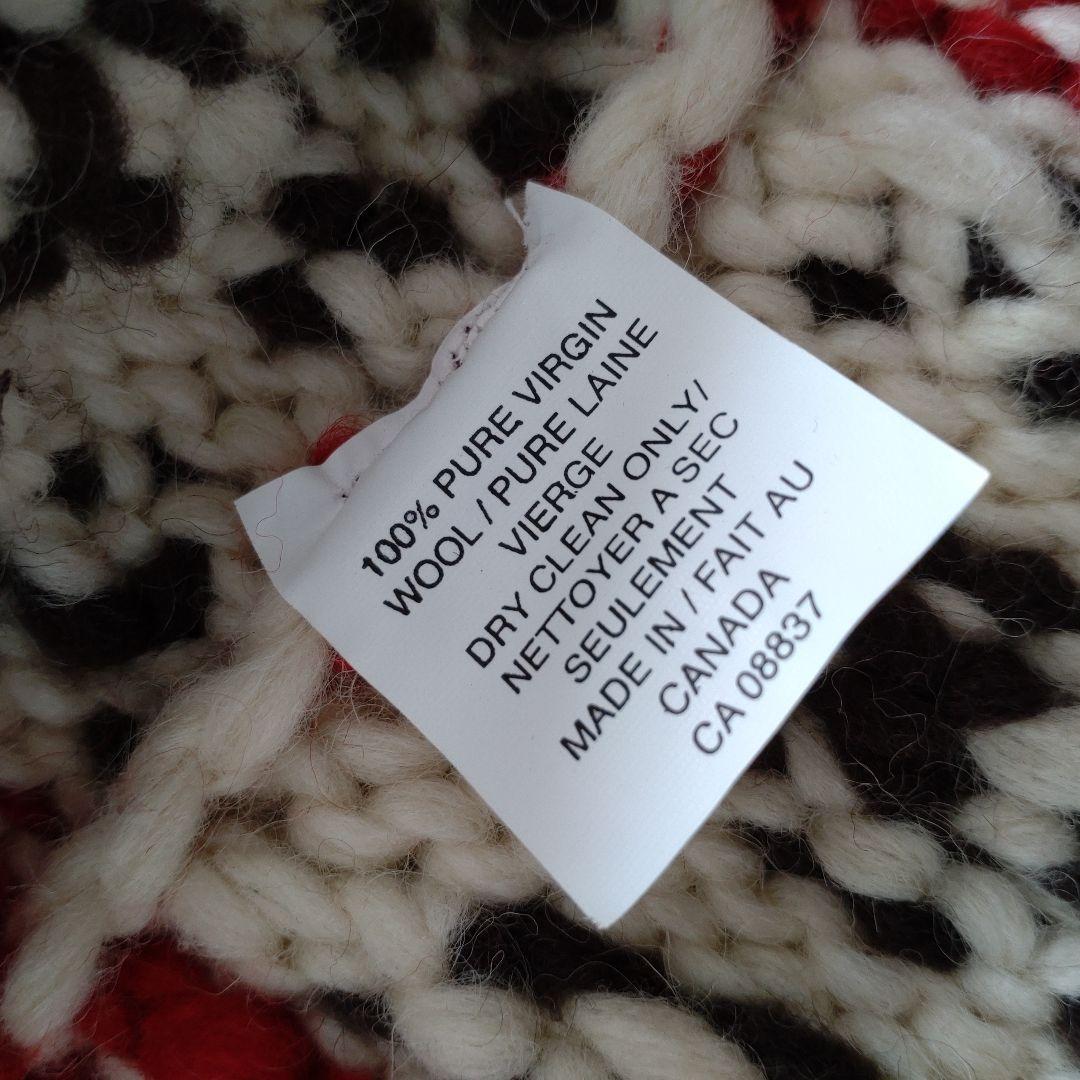 100% PURE VIRGIN
WOOL / PURE LAINE
VIERGE
DRY CLEAN ONLY/
NETTOYER A SEC
SEULEMENT
MADE IN / FAIT AU
CANADA
CA 08837